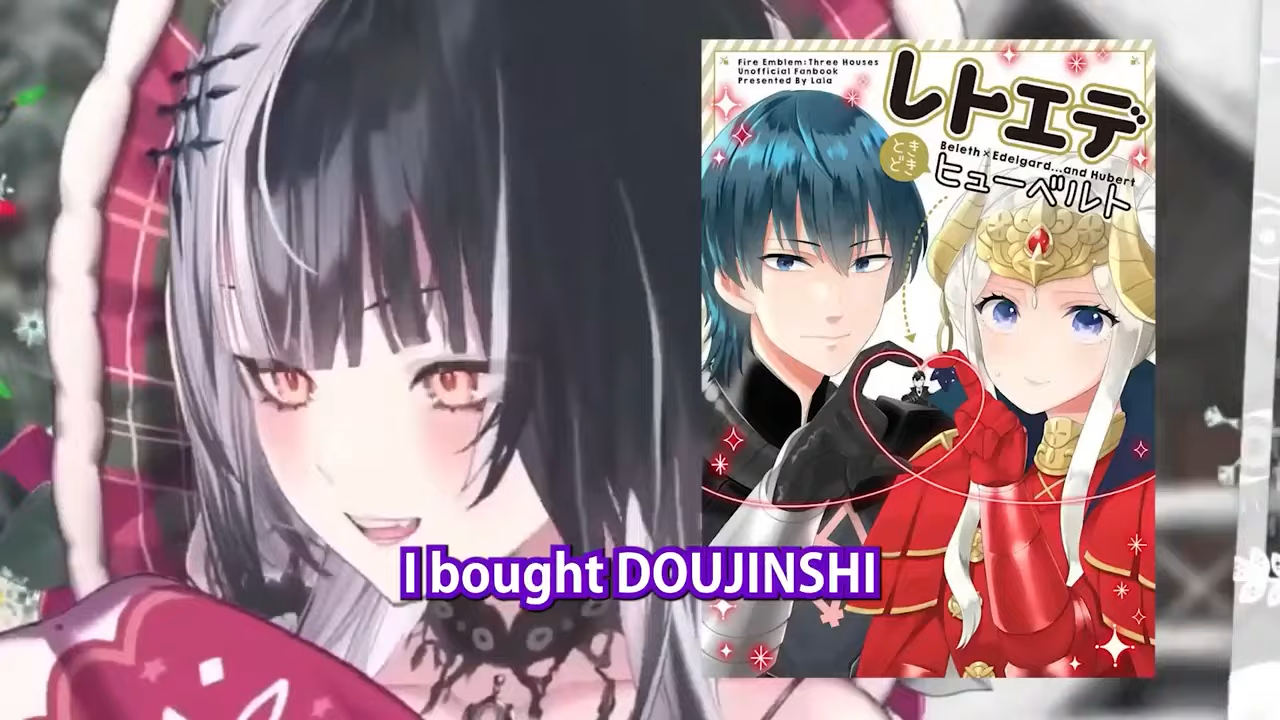 Fire Emblem:Three Houses
Unofficial Fanbook
Presented By Lala
レトエデ
Beleth×Edelgard...and Hubert
ときどき
ヒューベルト
I bought DOUJINSHI